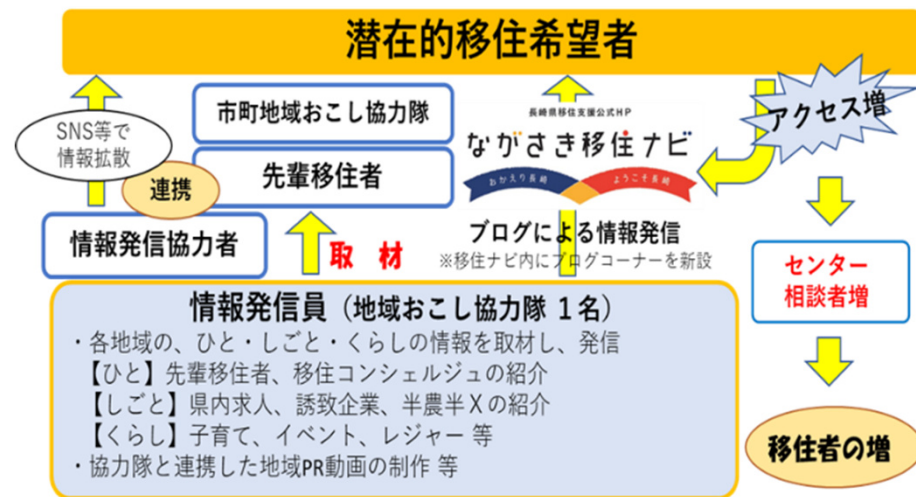 潜在的移住希望者
SNS等で
情報拡散
市町地域おこし協力隊
先輩移住者
連携
情報発信協力者
取材
長崎県移住支援公式HP
ながさき移住ナビ
おかえり長崎
ようこそ長崎
ブログによる情報発信
※移住ナビ内にブログコーナーを新設
アクセス増
センター
相談者増
移住者の増
情報発信員（地域おこし協力隊 １名）
・各地域の、ひと・しごと・くらしの情報を取材し、発信
【ひと】先輩移住者、移住コンシェルジュの紹介
【しごと】県内求人、誘致企業、半農半Ｘの紹介
【くらし】子育て、イベント、レジャー 等
・協力隊と連携した地域PR動画の制作 等